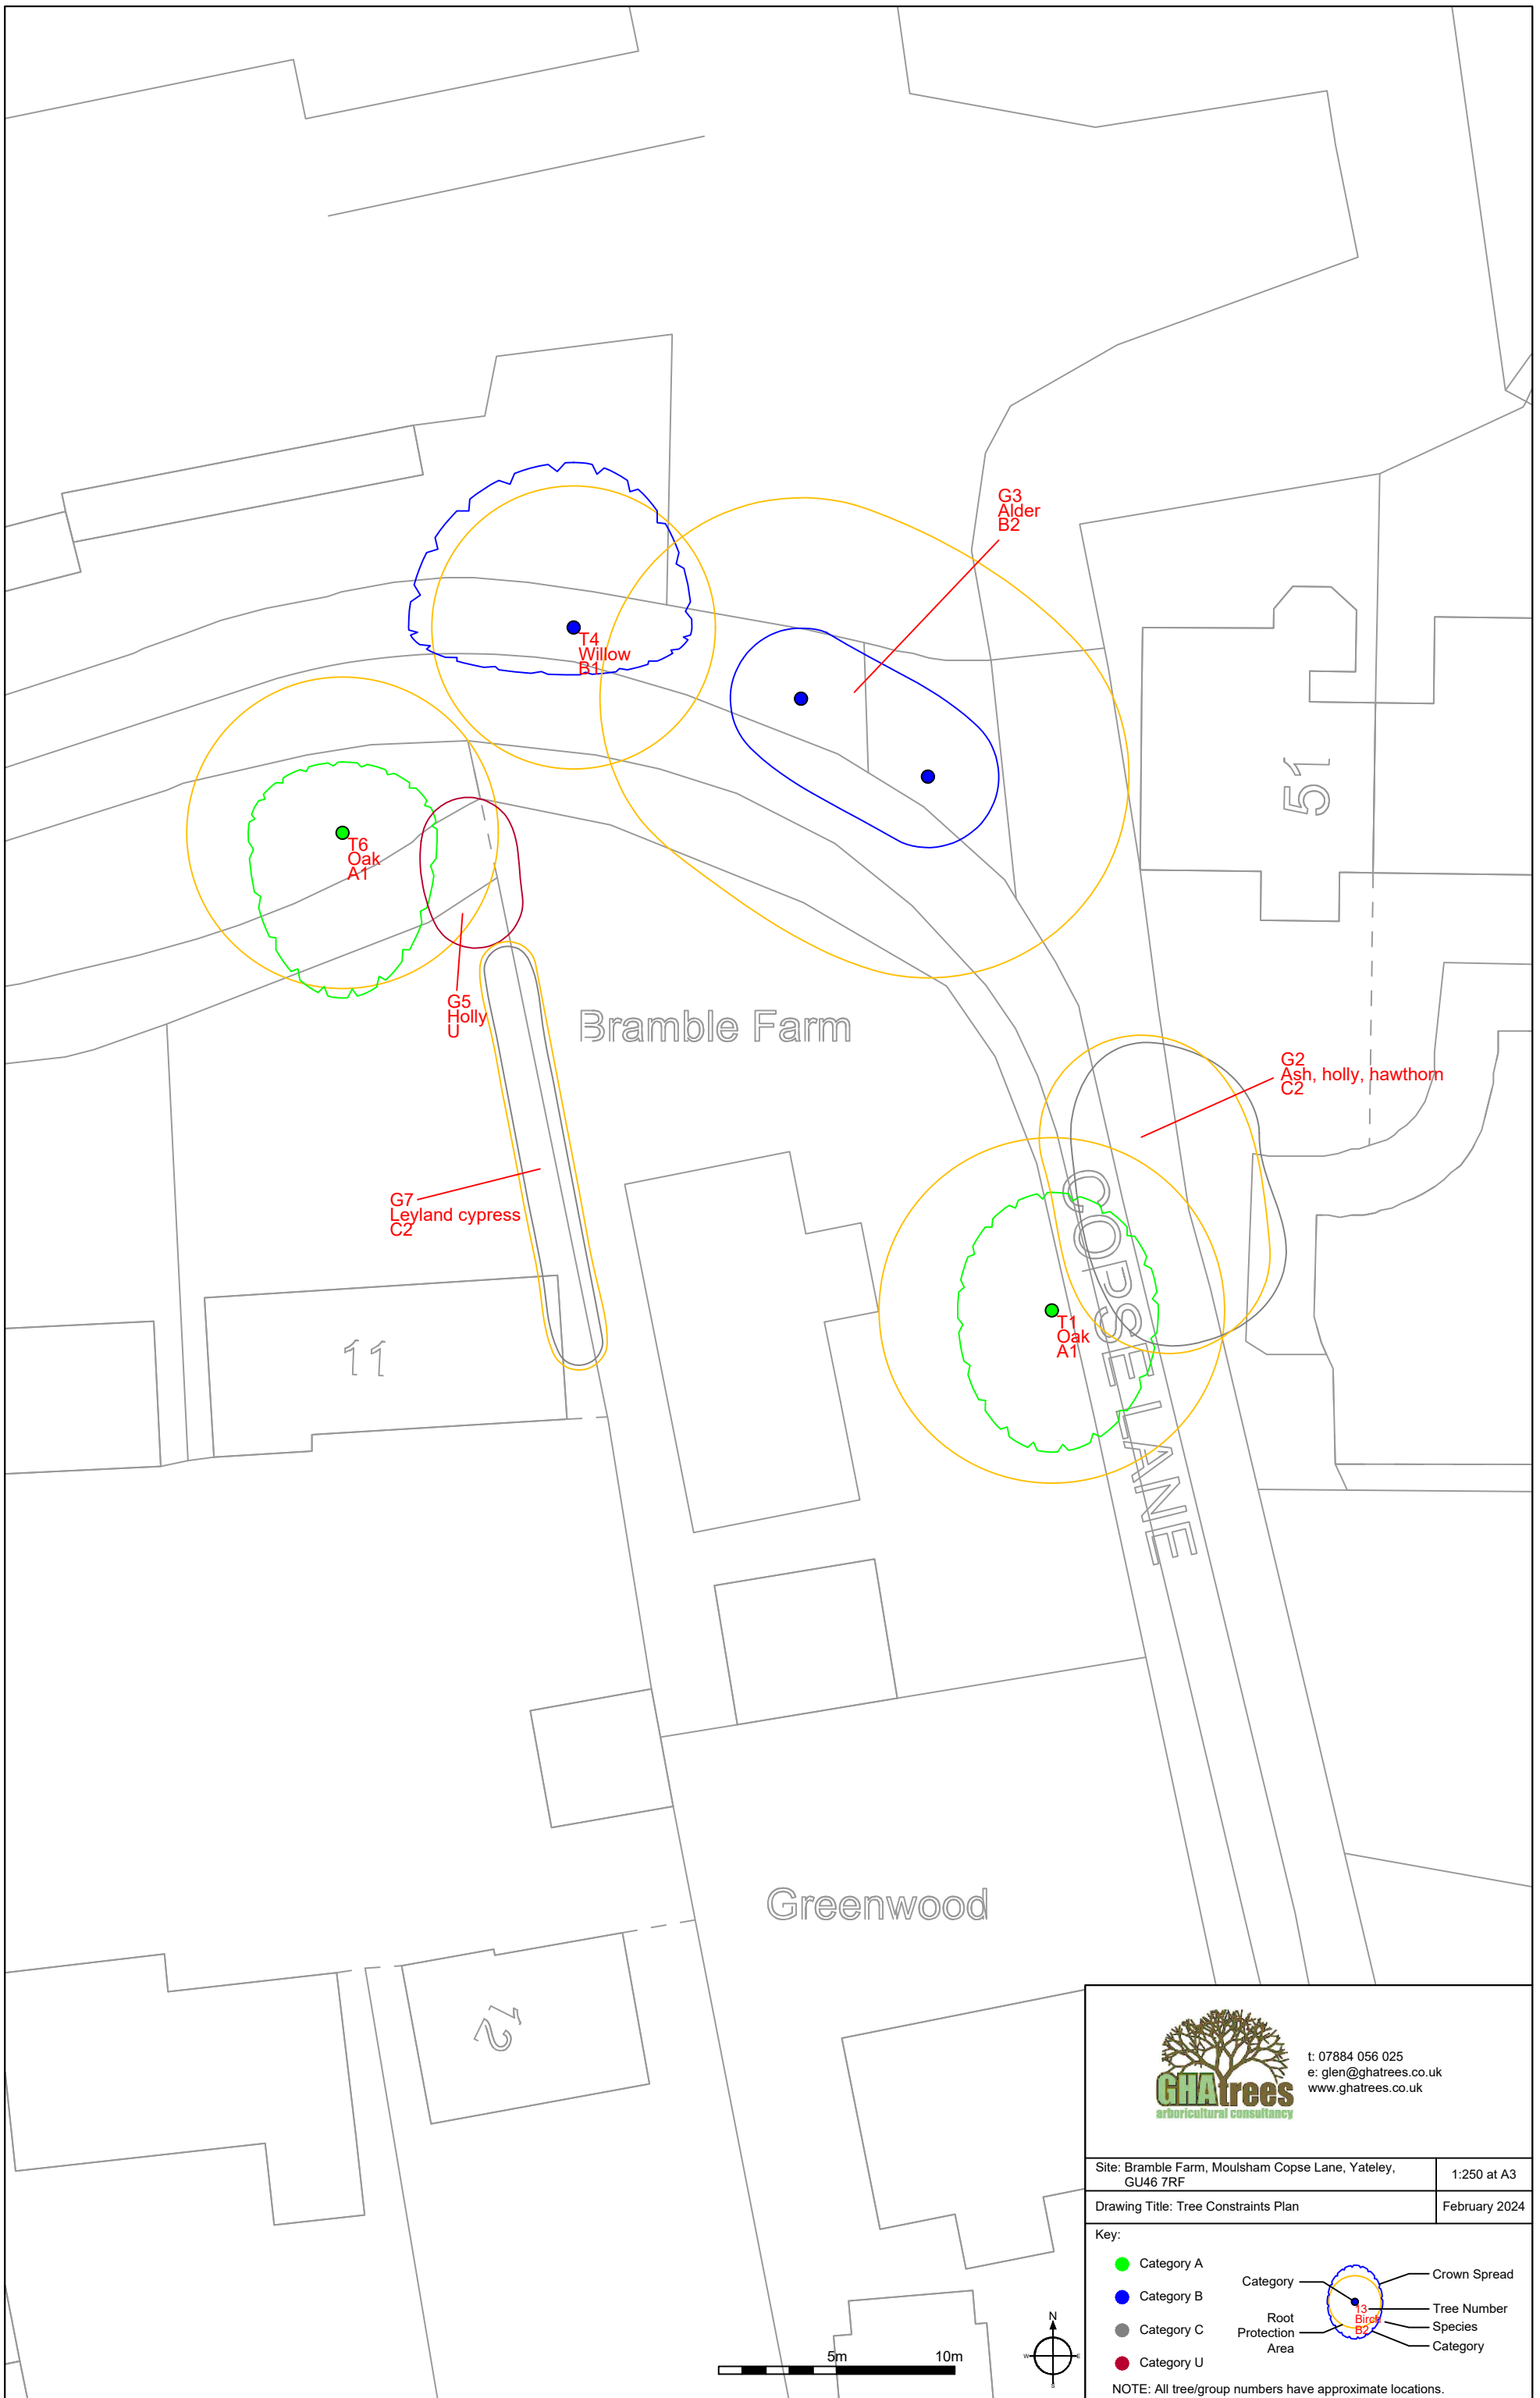 G3
Alder
B2
T4
Willow
B1
51
T6
Oak
A1
G5
Holly
U
Bramble Farm
G2
Ash, holly, hawthorn
C2
G7
Leyland cypress
C2
COPSE LANE
T1
Oak
A1
11
Greenwood
12
GHAtrees
arboricultural consultancy
t: 07884 056 025
e: glen@ghatrees.co.uk
www.ghatrees.co.uk
Site: Bramble Farm, Moulsham Copse Lane, Yateley,
GU46 7RF
1:250 at A3
Drawing Title: Tree Constraints Plan
February 2024
Key:
Category A
Category B
Category C
Category U
Category
Root
Protection
Area
13
Birch
B2
Crown Spread
Tree Number
Species
Category
NOTE: All tree/group numbers have approximate locations.
5m
10m
N
W
E
S